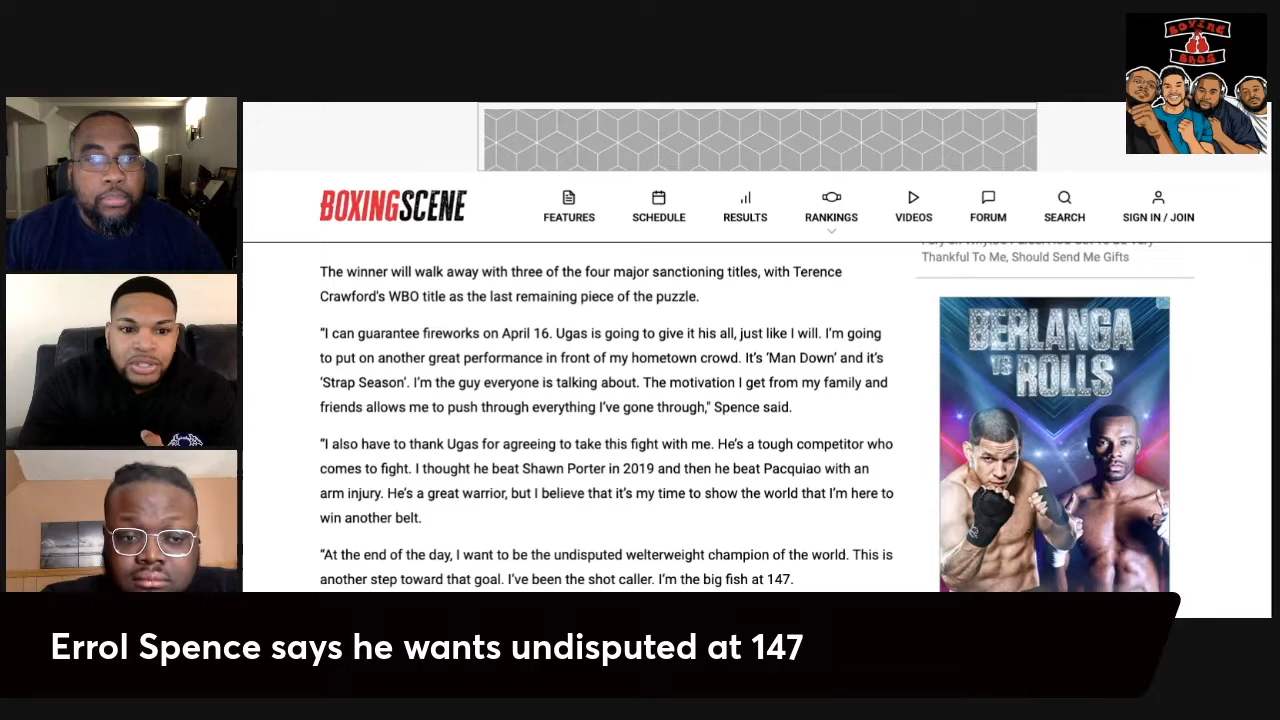 BOXING
BROS
BOXINGSCENE
FEATURES
SCHEDULE
RESULTS
RANKINGS
VIDEOS
FORUM
SEARCH
SIGN IN / JOIN
Thankful To Me, Should Send Me Gifts
The winner will walk away with three of the four major sanctioning titles, with Terence
Crawford's WBO title as the last remaining piece of the puzzle.
“I can guarantee fireworks on April 16. Ugas is going to give it his all, just like I will. I’m going
to put on another great performance in front of my hometown crowd. It’s ‘Man Down’ and it’s
‘Strap Season’. I’m the guy everyone is talking about. The motivation I get from my family and
friends allows me to push through everything I’ve gone through," Spence said.
“I also have to thank Ugas for agreeing to take this fight with me. He’s a tough competitor who
comes to fight. I thought he beat Shawn Porter in 2019 and then he beat Pacquiao with an
arm injury. He’s a great warrior, but I believe that it’s my time to show the world that I’m here to
win another belt.
“At the end of the day, I want to be the undisputed welterweight champion of the world. This is
another step toward that goal. I’ve been the shot caller. I’m the big fish at 147.
BERLANGA
VS
ROLLS
Errol Spence says he wants undisputed at 147